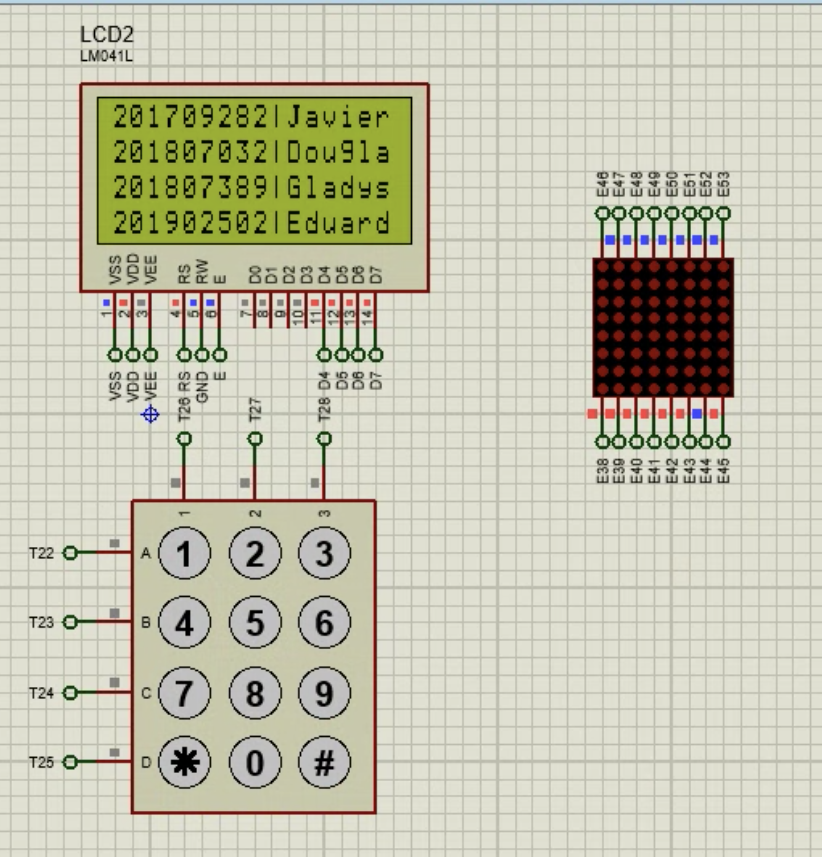 LCD2
LM041L
201709282|Javier
201807032|Dougla
201807389|Gladys
201902502|Eduard
VSS VDD VEE RS RW E D0 D1 D2 D3 D4 D5 D6 D7
1 2 3 4 5 6 7 8 9 10 11 12 13 14
VSS VDD VEE RS GND E D4 D5 D6 D7
E46 E47 E48 E49 E50 E51 E52 E53
E38 E39 E40 E41 E42 E43 E44 E45
T26 T27 T28
1 2 3
T22 A 1 2 3
T23 B 4 5 6
T24 C 7 8 9
T25 D * 0 #